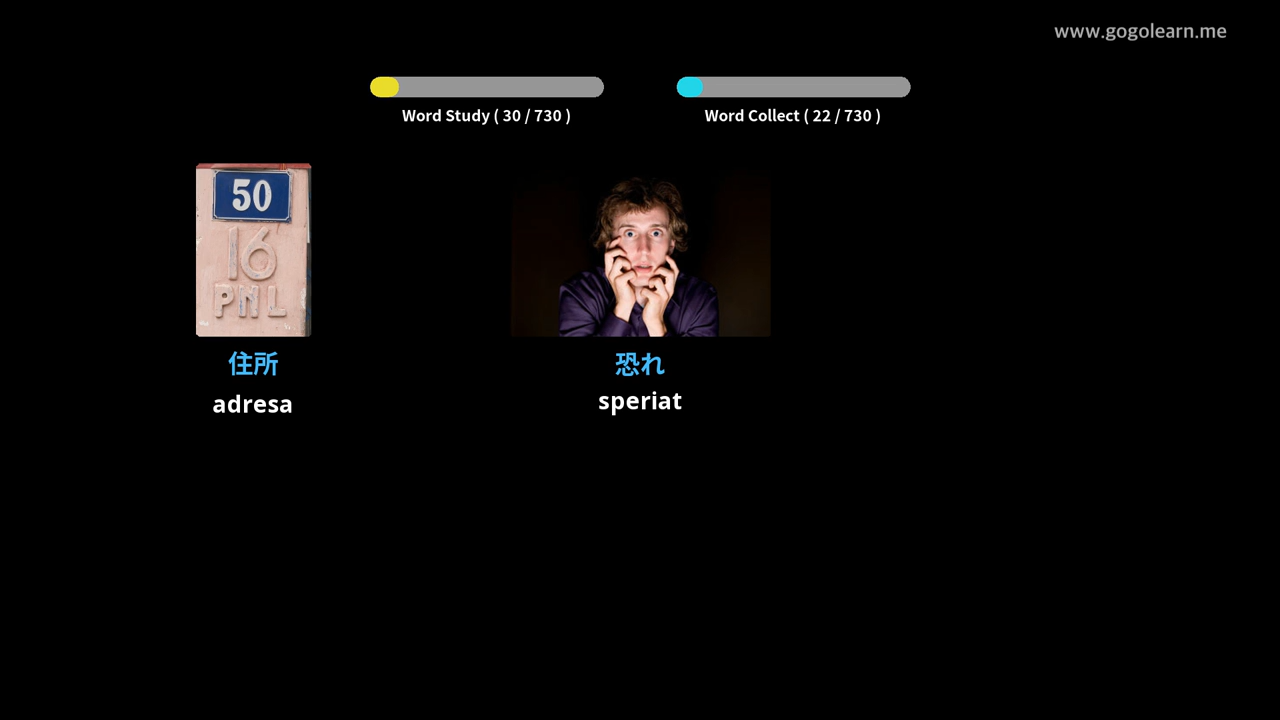 www.gogolearn.me
Word Study ( 30 / 730 )
Word Collect ( 22 / 730 )
50
16
PNL
住所
adresa
恐れ
speriat